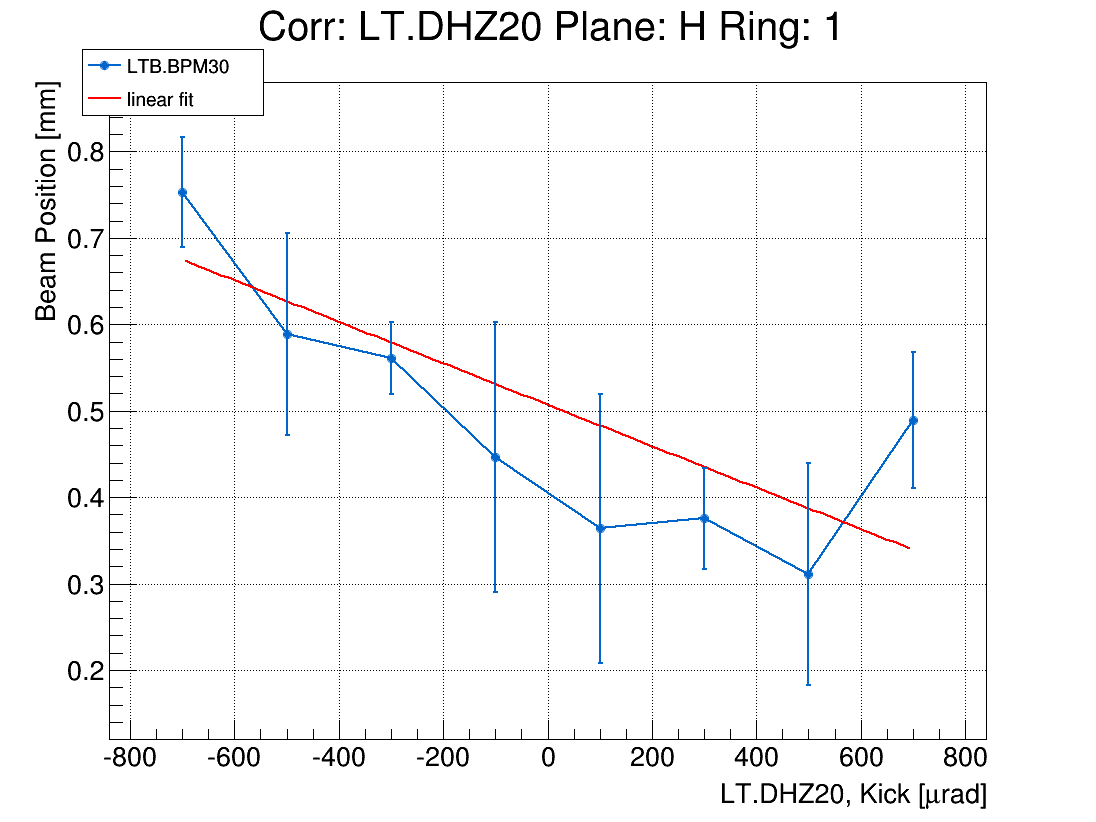 Corr: LT.DHZ20 Plane: H Ring: 1
LTB.BPM30
linear fit
Beam Position [mm]
0.8
0.7
0.6
0.5
0.4
0.3
0.2
-800 -600 -400 -200 0 200 400 600 800
LT.DHZ20, Kick [μrad]